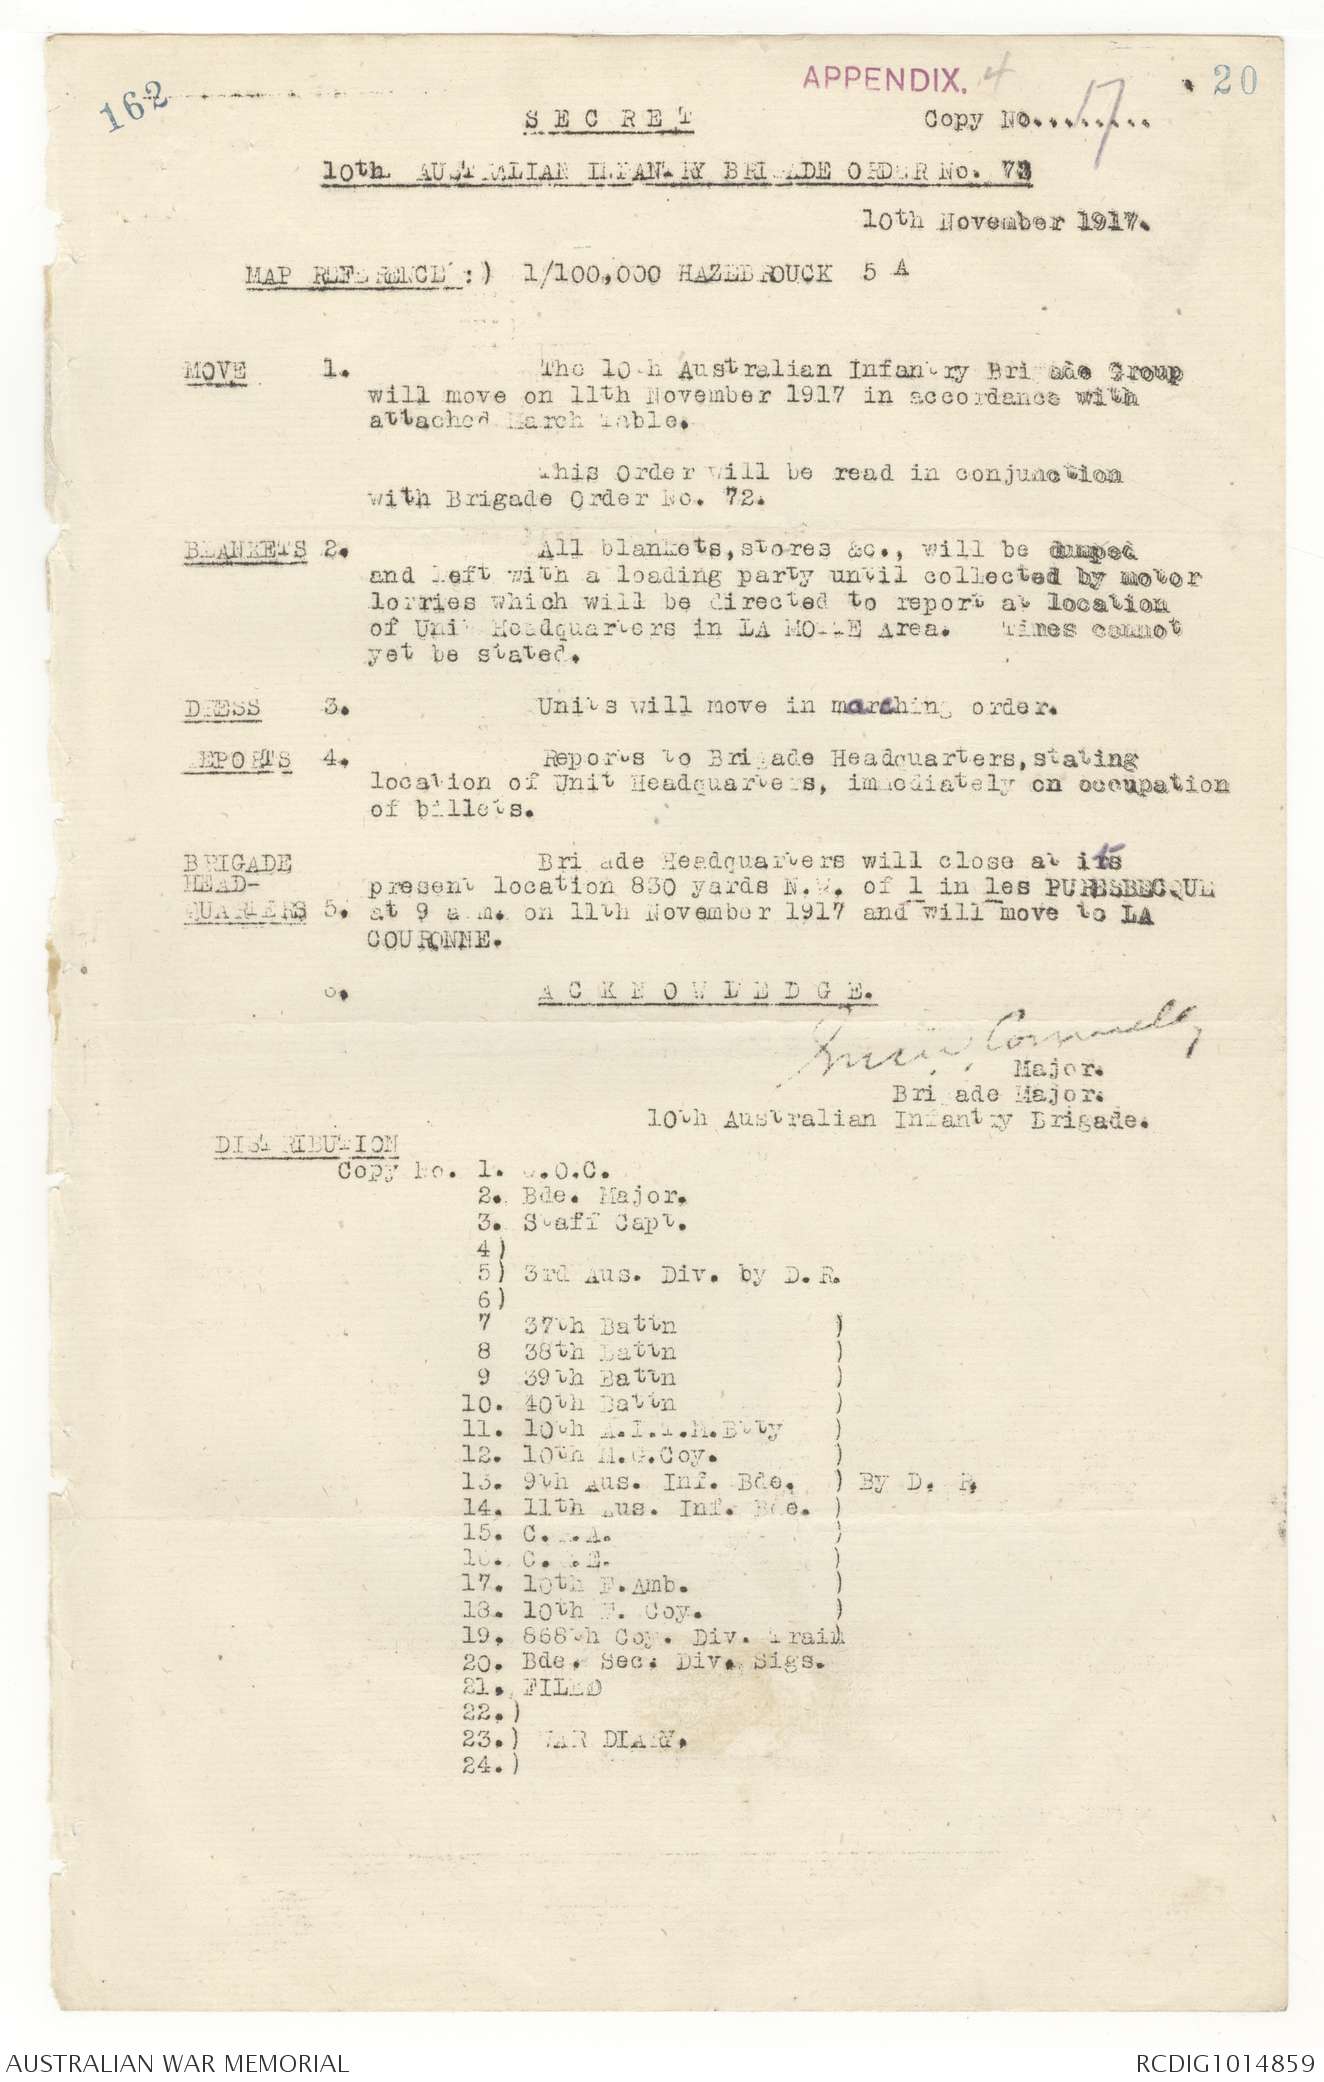 162
APPENDIX. 4
20
SECRET
Copy No. 17
10th AUSTRALIAN INFANTRY BRIGADE ORDER No. 73
10th November 1917.
MAP REFERENCE :) 1/100,000 HAZEBROUCK 5 A
MOVE 1. The 10th Australian Infantry Brigade Group
will move on 11th November 1917 in accordance with
attached March Table.
This Order will be read in conjunction
with Brigade Order No. 72.
BLANKETS 2. All blankets, stores &c., will be dumped
and left with a loading party until collected by motor
lorries which will be directed to report at location
of Unit Headquarters in LA MOTTE Area. Times cannot
yet be stated.
DRESS 3. Units will move in marching order.
REPORTS 4. Reports to Brigade Headquarters, stating
location of Unit Headquarters, immediately on occupation
of billets.
BRIGADE Brigade Headquarters will close at its
HEAD- present location 830 yards N.W. of 1 in les PURESBECQUE
QUARTERS 5. at 9 a.m. on 11th November 1917 and will move to LA
COURONNE.
6. ACKNOWLEDGE.
Connelly
Major.
Brigade Major.
10th Australian Infantry Brigade.
DISTRIBUTION
Copy No. 1. G.O.C.
2. Bde. Major.
3. Staff Capt.
4)
5) 3rd Aus. Div. by D.R.
6)
7 37th Battn )
8 38th Battn )
9 39th Battn )
10. 40th Battn )
11. 10th A.L.T.M.Btty )
12. 10th M.G.Coy. )
13. 9th Aus. Inf. Bde. ) By D. R.
14. 11th Aus. Inf. Bde. )
15. C.R.A. )
16. C.R.E. )
17. 10th F.Amb. )
18. 10th F. Coy. )
19. 868th Coy. Div. Train
20. Bde. Sec. Div. Sigs.
21. FILED
22.)
23.) WAR DIARY.
24.)
AUSTRALIAN WAR MEMORIAL
RCDIG1014859